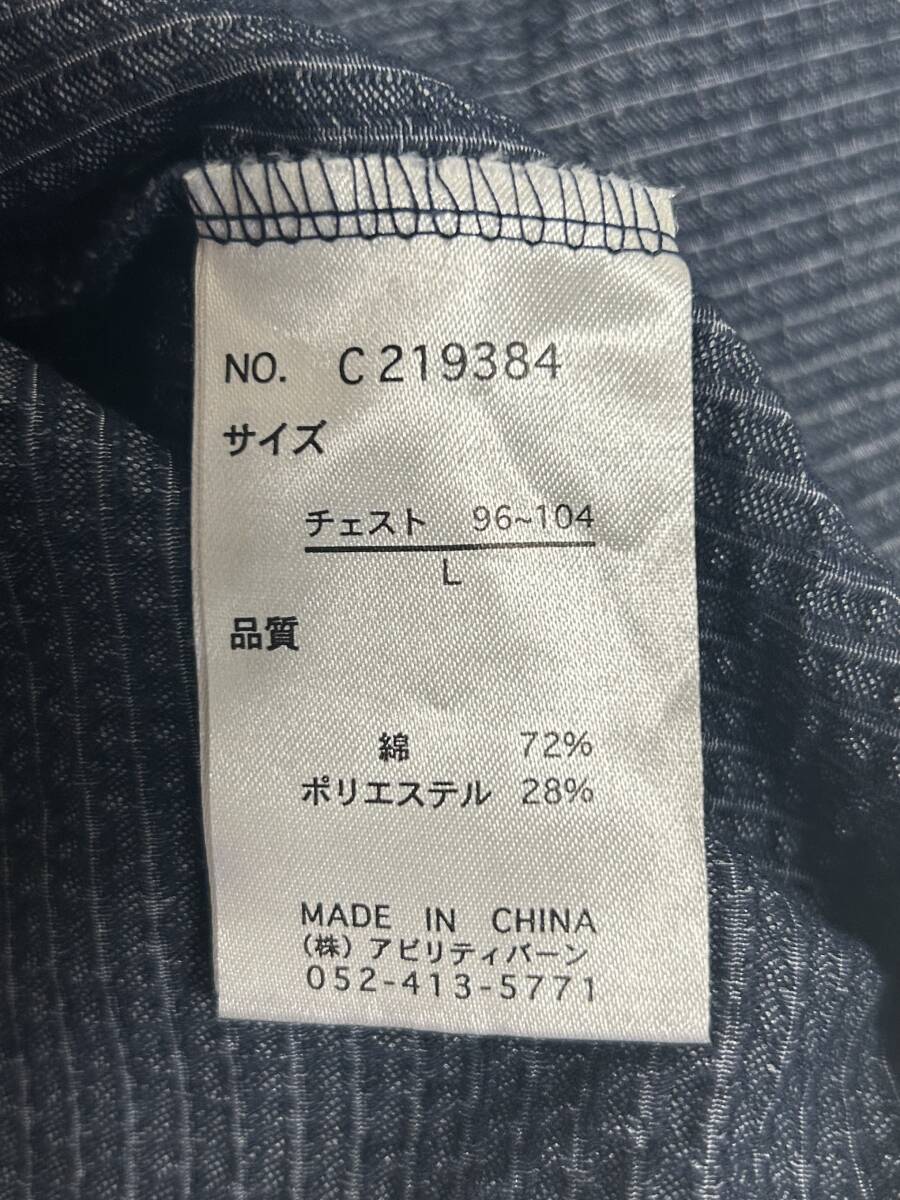 NO. C219384
サイズ
チェスト 96~104
L
品質
綿 72%
ポリエステル 28%
MADE IN CHINA
(株)アビリティバーン
052-413-5771